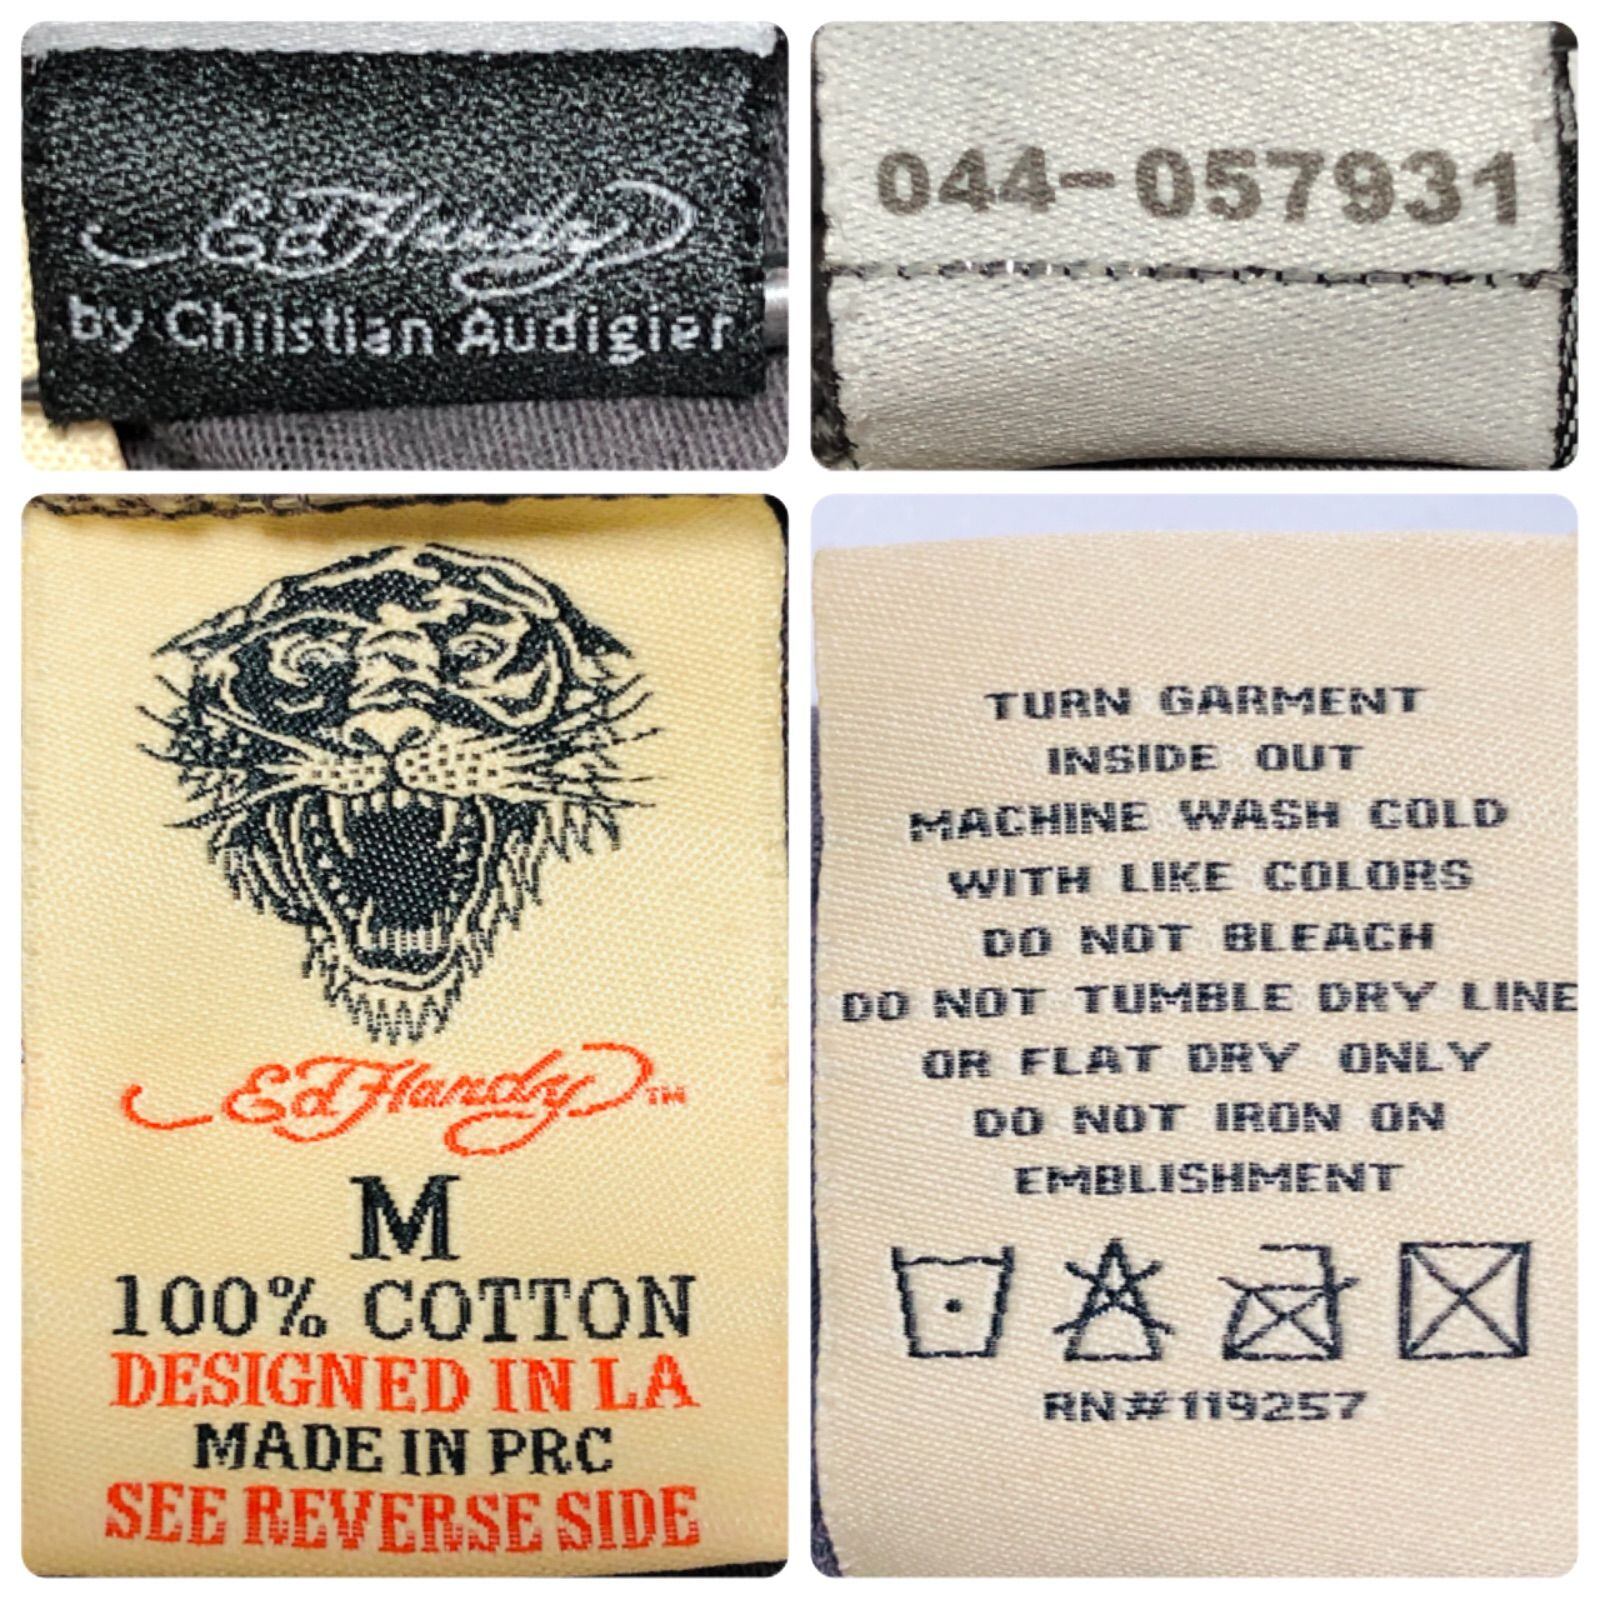 Ed Hardy
by Christian Audigier
044-057931
Ed Hardy™
M
100% COTTON
DESIGNED IN LA
MADE IN PRC
SEE REVERSE SIDE
TURN GARMENT
INSIDE OUT
MACHINE WASH COLD
WITH LIKE COLORS
DO NOT BLEACH
DO NOT TUMBLE DRY LINE
OR FLAT DRY ONLY
DO NOT IRON ON
EMBLISHMENT
RN#119257